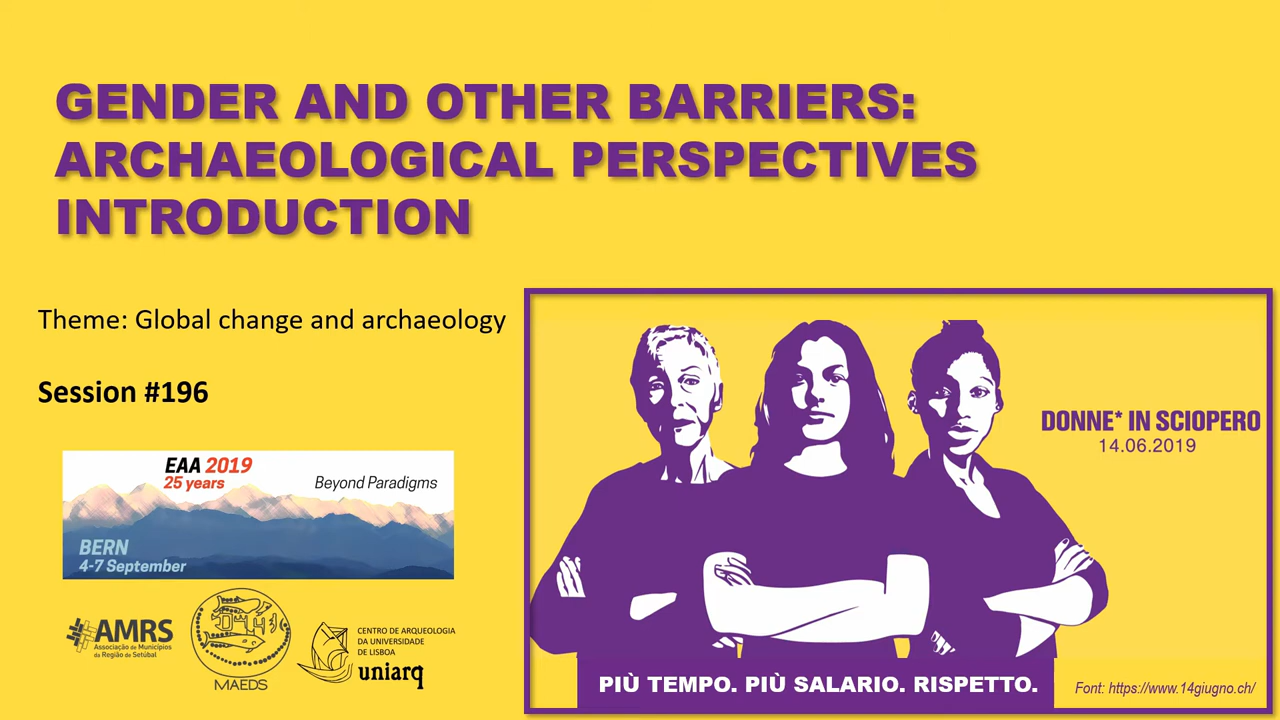 GENDER AND OTHER BARRIERS:
ARCHAEOLOGICAL PERSPECTIVES
INTRODUCTION
Theme: Global change and archaeology
Session #196
EAA 2019
25 years
Beyond Paradigms
BERN
4-7 September
AMRS
Associação de Municípios
da Região de Setúbal
MAEDS
CENTRO DE ARQUEOLOGIA
DA UNIVERSIDADE
DE LISBOA
uniarq
DONNE* IN SCIOPERO
14.06.2019
PIÙ TEMPO. PIÙ SALARIO. RISPETTO.
Font: https://www.14giugno.ch/